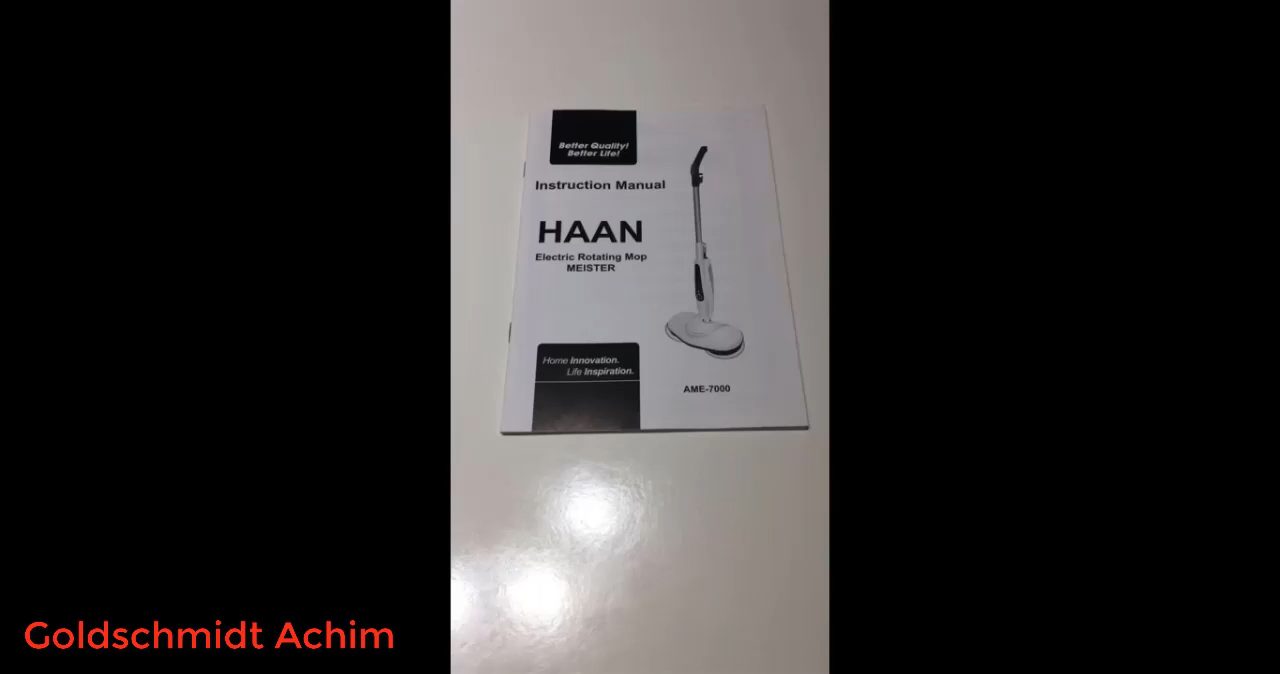 Better Quality!
Better Life!
Instruction Manual
HAAN
Electric Rotating Mop
MEISTER
Home Innovation.
Life Inspiration.
AME-7000
Goldschmidt Achim